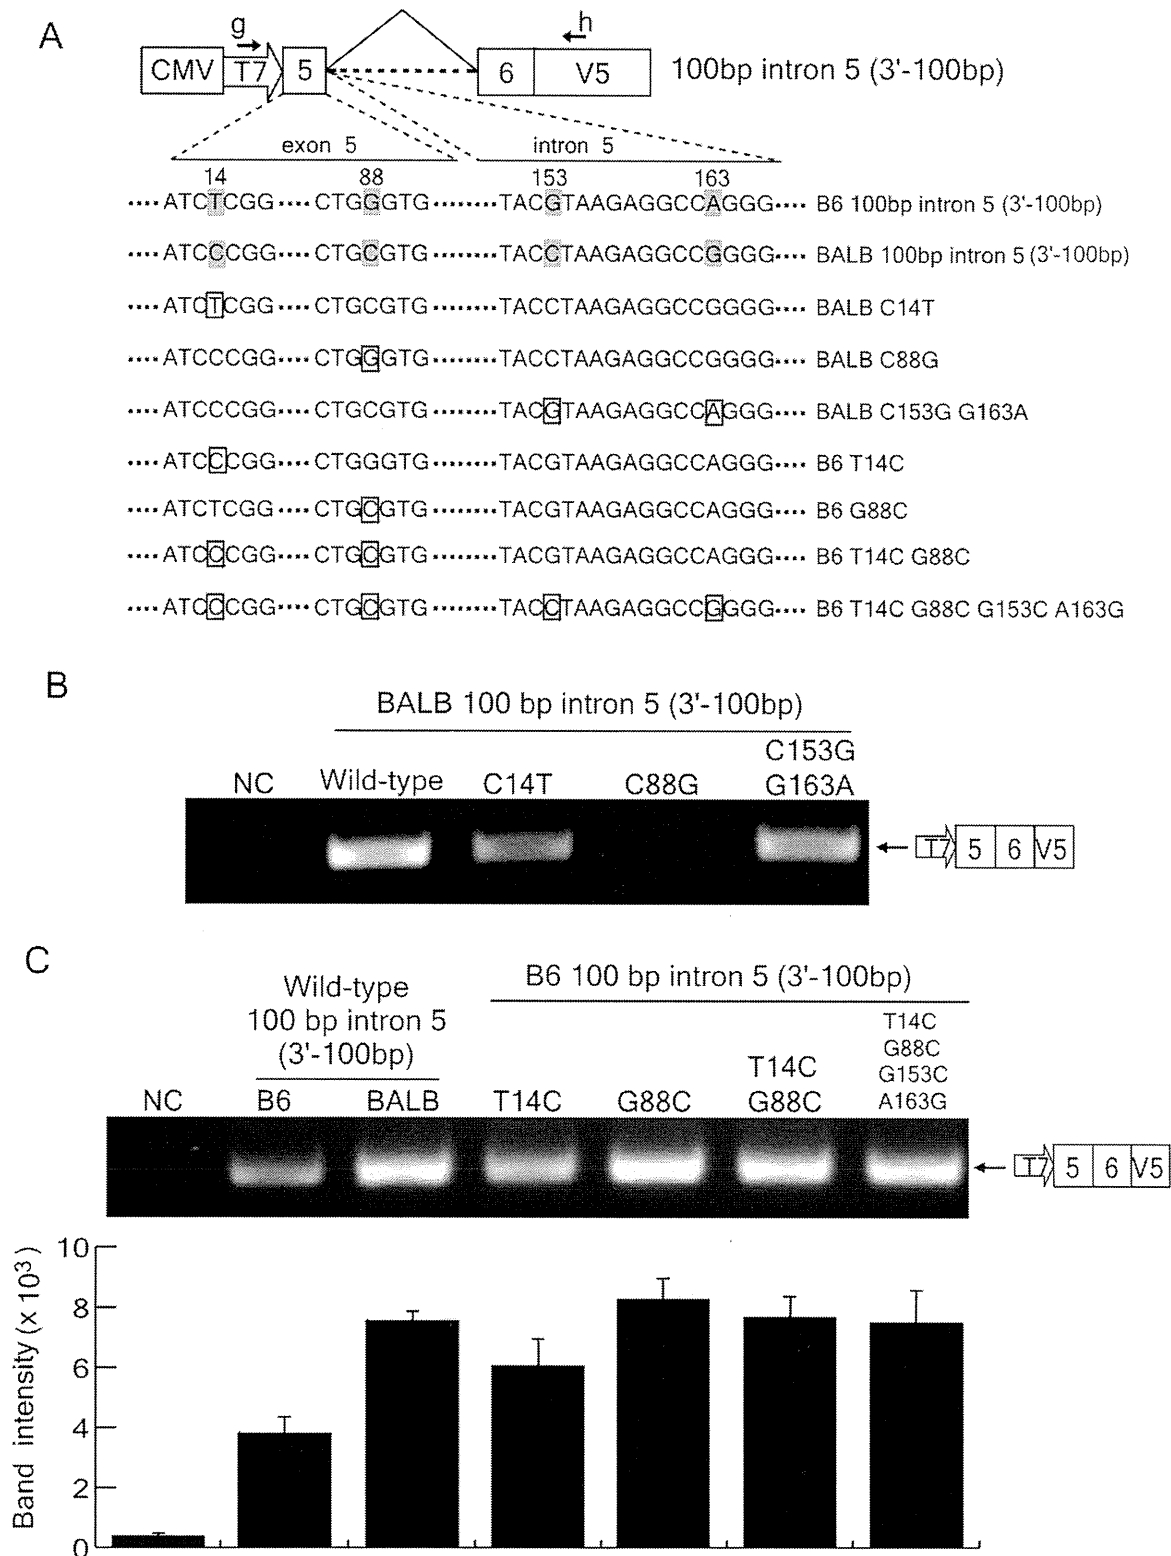 A
g
h
CMV T7 5 6 V5 100bp intron 5 (3'-100bp)
exon 5 intron 5
14 88 153 163
····ATCTCGG····CTGGGTG·········TACGTAAGAGGCCAGGG···· B6 100bp intron 5 (3'-100bp)
····ATCCCGG····CTGCGTG·········TACCTAAGAGGCCGGGG···· BALB 100bp intron 5 (3'-100bp)
····ATCTCGG····CTGCGTG·········TACCTAAGAGGCCGGGG···· BALB C14T
····ATCCCGG····CTGGGTG·········TACCTAAGAGGCCGGGG···· BALB C88G
····ATCCCGG····CTGCGTG·········TACGTAAGAGGCCAGGG···· BALB C153G G163A
····ATCCCGG····CTGGGTG·········TACGTAAGAGGCCAGGG···· B6 T14C
····ATCTCGG····CTGCGTG·········TACGTAAGAGGCCAGGG···· B6 G88C
····ATCCCGG····CTGCGTG·········TACGTAAGAGGCCAGGG···· B6 T14C G88C
····ATCCCGG····CTGCGTG·········TACCTAAGAGGCCGGGG···· B6 T14C G88C G153C A163G
B
BALB 100 bp intron 5 (3'-100bp)
NC Wild-type C14T C88G C153G G163A
T7 5 6 V5
C
Wild-type
100 bp intron 5
(3'-100bp)
B6 100 bp intron 5 (3'-100bp)
NC B6 BALB T14C G88C T14C G88C T14C G88C G153C A163G
T7 5 6 V5
Band intensity (x 10³)
10
8
6
4
2
0